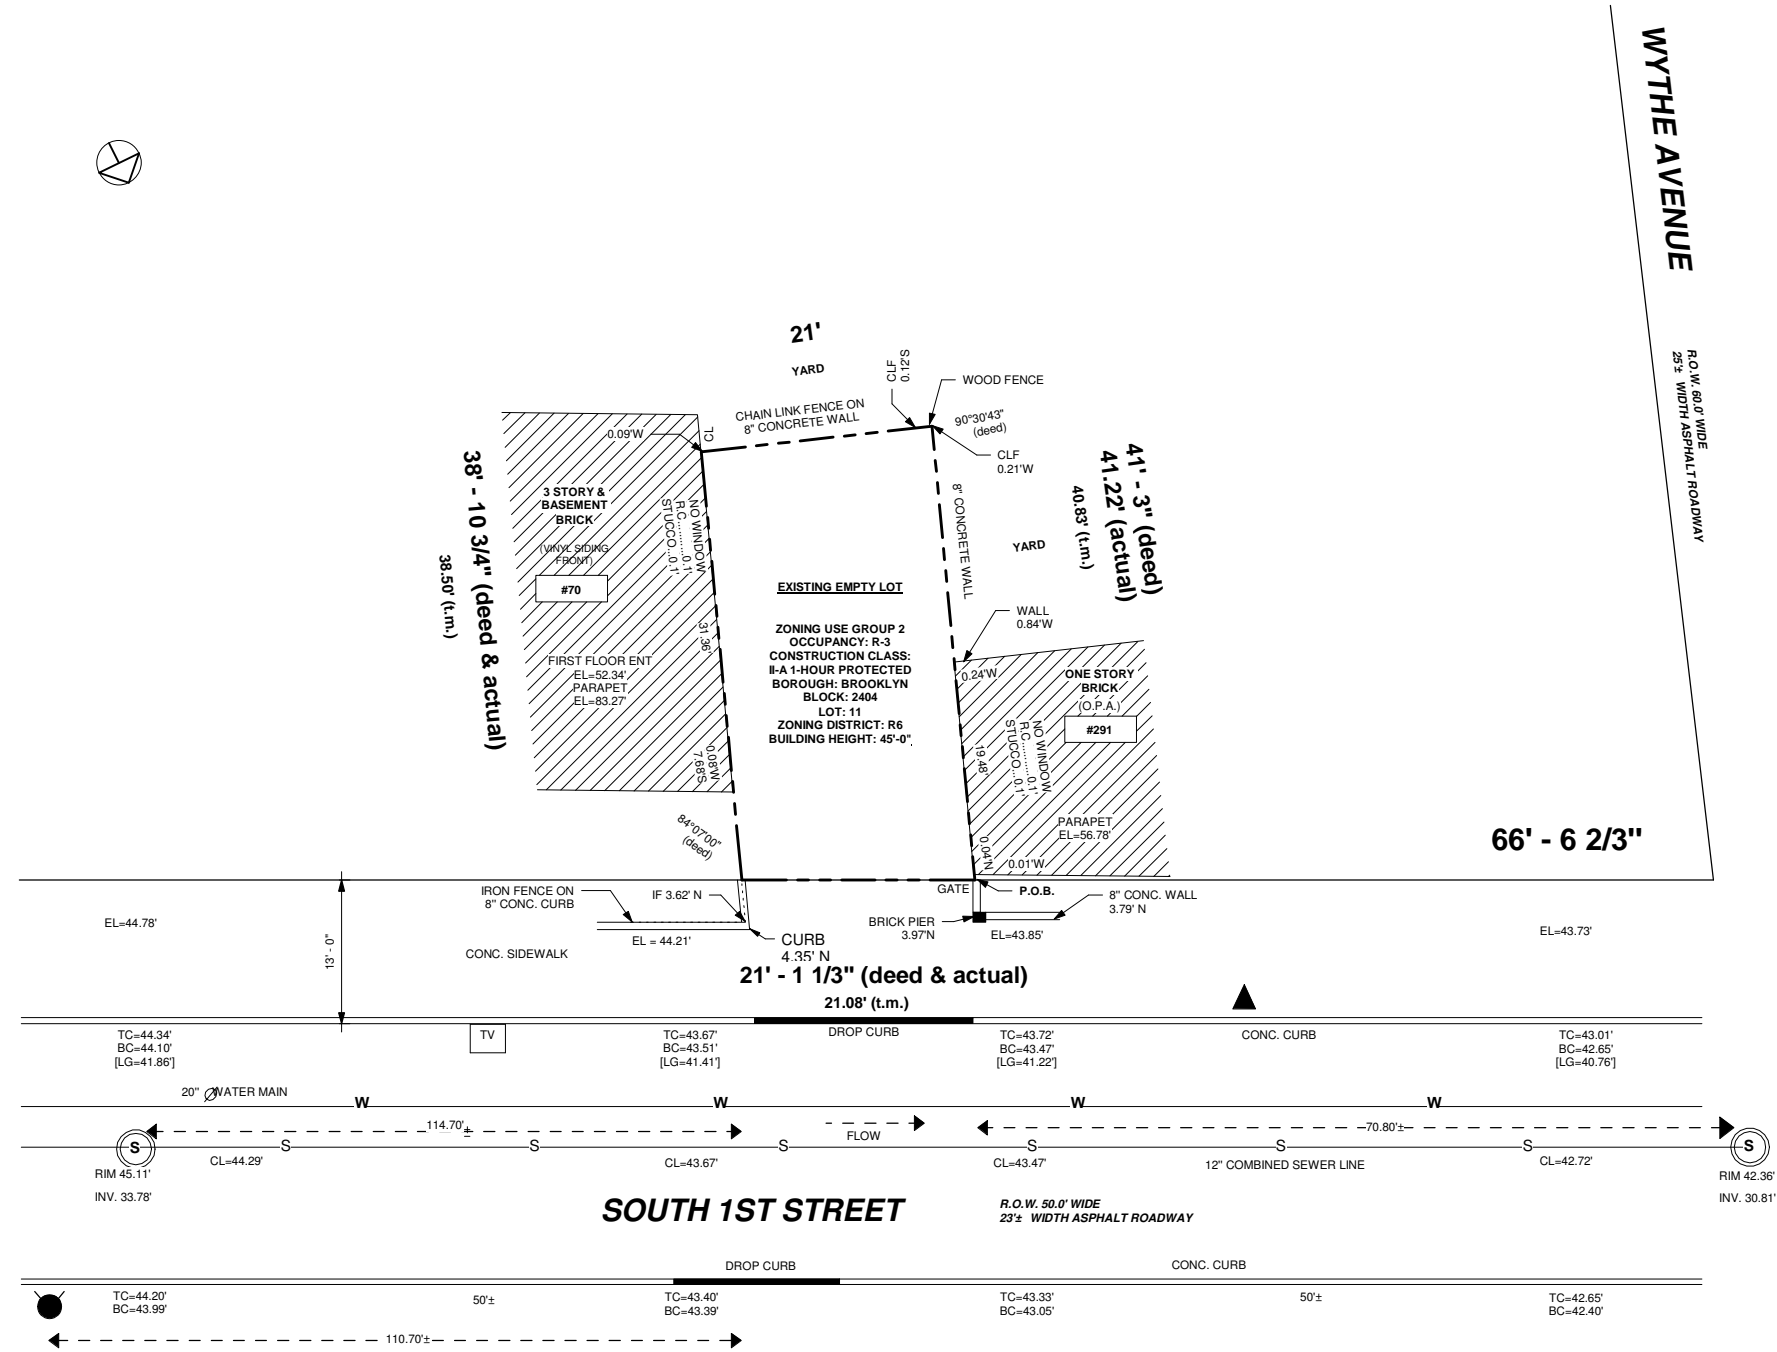 WYTHE AVENUE
R.O.W. 60.0' WIDE
25'± WIDTH ASPHALT ROADWAY
21'
YARD
CLF
0.12'S
WOOD FENCE
CHAIN LINK FENCE ON
8" CONCRETE WALL
90°30'43"
(deed)
CL
0.09'W
CLF
0.21'W
38' - 10 3/4" (deed & actual)
38.50' (t.m.)
41' - 3" (deed)
41.22' (actual)
40.83' (t.m.)
3 STORY &
BASEMENT
BRICK
(VINYL SIDING
FRONT)
#70
NO WINDOW
R.C..........0.1'
STUCCO...0.1'
8" CONCRETE WALL
YARD
EXISTING EMPTY LOT
ZONING USE GROUP 2
OCCUPANCY: R-3
CONSTRUCTION CLASS:
II-A 1-HOUR PROTECTED
BOROUGH: BROOKLYN
BLOCK: 2404
LOT: 11
ZONING DISTRICT: R6
BUILDING HEIGHT: 45'-0"
WALL
0.84'W
31.36'
FIRST FLOOR ENT
EL=52.34'
PARAPET
EL=83.27'
0.24'W
ONE STORY
BRICK
(O.P.A.)
#291
NO WINDOW
R.C..........0.1'
STUCCO...0.1'
19.48'
0.08'W
7.68'S
84°07'00"
(deed)
PARAPET
EL=56.78'
0.04'N
0.01'W
66' - 6 2/3"
IRON FENCE ON
8" CONC. CURB
IF 3.62' N
GATE
P.O.B.
8" CONC. WALL
3.79' N
BRICK PIER
3.97'N
EL=44.78'
EL = 44.21'
EL=43.85'
EL=43.73'
CURB
4.35' N
13' - 0"
CONC. SIDEWALK
21' - 1 1/3" (deed & actual)
21.08' (t.m.)
DROP CURB
CONC. CURB
TC=44.34'
BC=44.10'
[LG=41.86']
TV
TC=43.67'
BC=43.51'
[LG=41.41']
TC=43.72'
BC=43.47'
[LG=41.22']
TC=43.01'
BC=42.65'
[LG=40.76']
20" ∅ WATER MAIN
W W W W
114.70'±
FLOW
70.80'±
S S S S S S S S
RIM 45.11'
INV. 33.78'
CL=44.29'
CL=43.67'
CL=43.47'
12" COMBINED SEWER LINE
CL=42.72'
RIM 42.36'
INV. 30.81'
SOUTH 1ST STREET
R.O.W. 50.0' WIDE
23'± WIDTH ASPHALT ROADWAY
DROP CURB
CONC. CURB
TC=44.20'
BC=43.99'
50'±
TC=43.40'
BC=43.39'
TC=43.33'
BC=43.05'
50'±
TC=42.65'
BC=42.40'
110.70'±